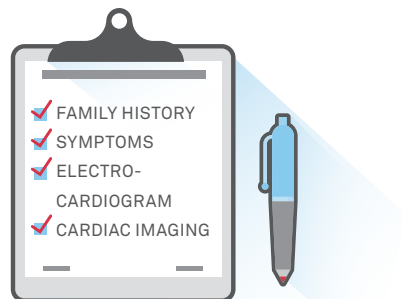 FAMILY HISTORY
SYMPTOMS
ELECTRO-
CARDIOGRAM
CARDIAC IMAGING